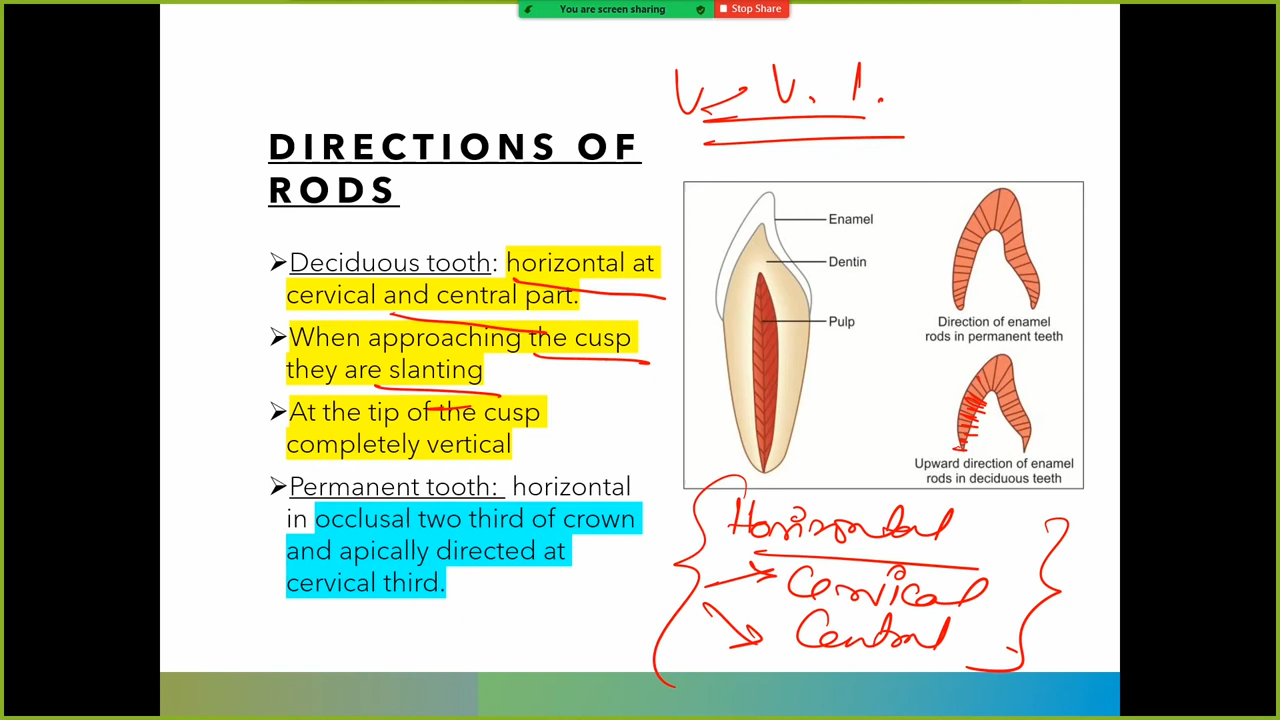 You are screen sharing
Stop Share
V V. I.
DIRECTIONS OF
RODS
➢Deciduous tooth: horizontal at
cervical and central part.
➢When approaching the cusp
they are slanting
➢At the tip of the cusp
completely vertical
➢Permanent tooth: horizontal
in occlusal two third of crown
and apically directed at
cervical third.
Enamel
Dentin
Pulp
Direction of enamel
rods in permanent teeth
Upward direction of enamel
rods in deciduous teeth
Horizontal
Cervical
Central